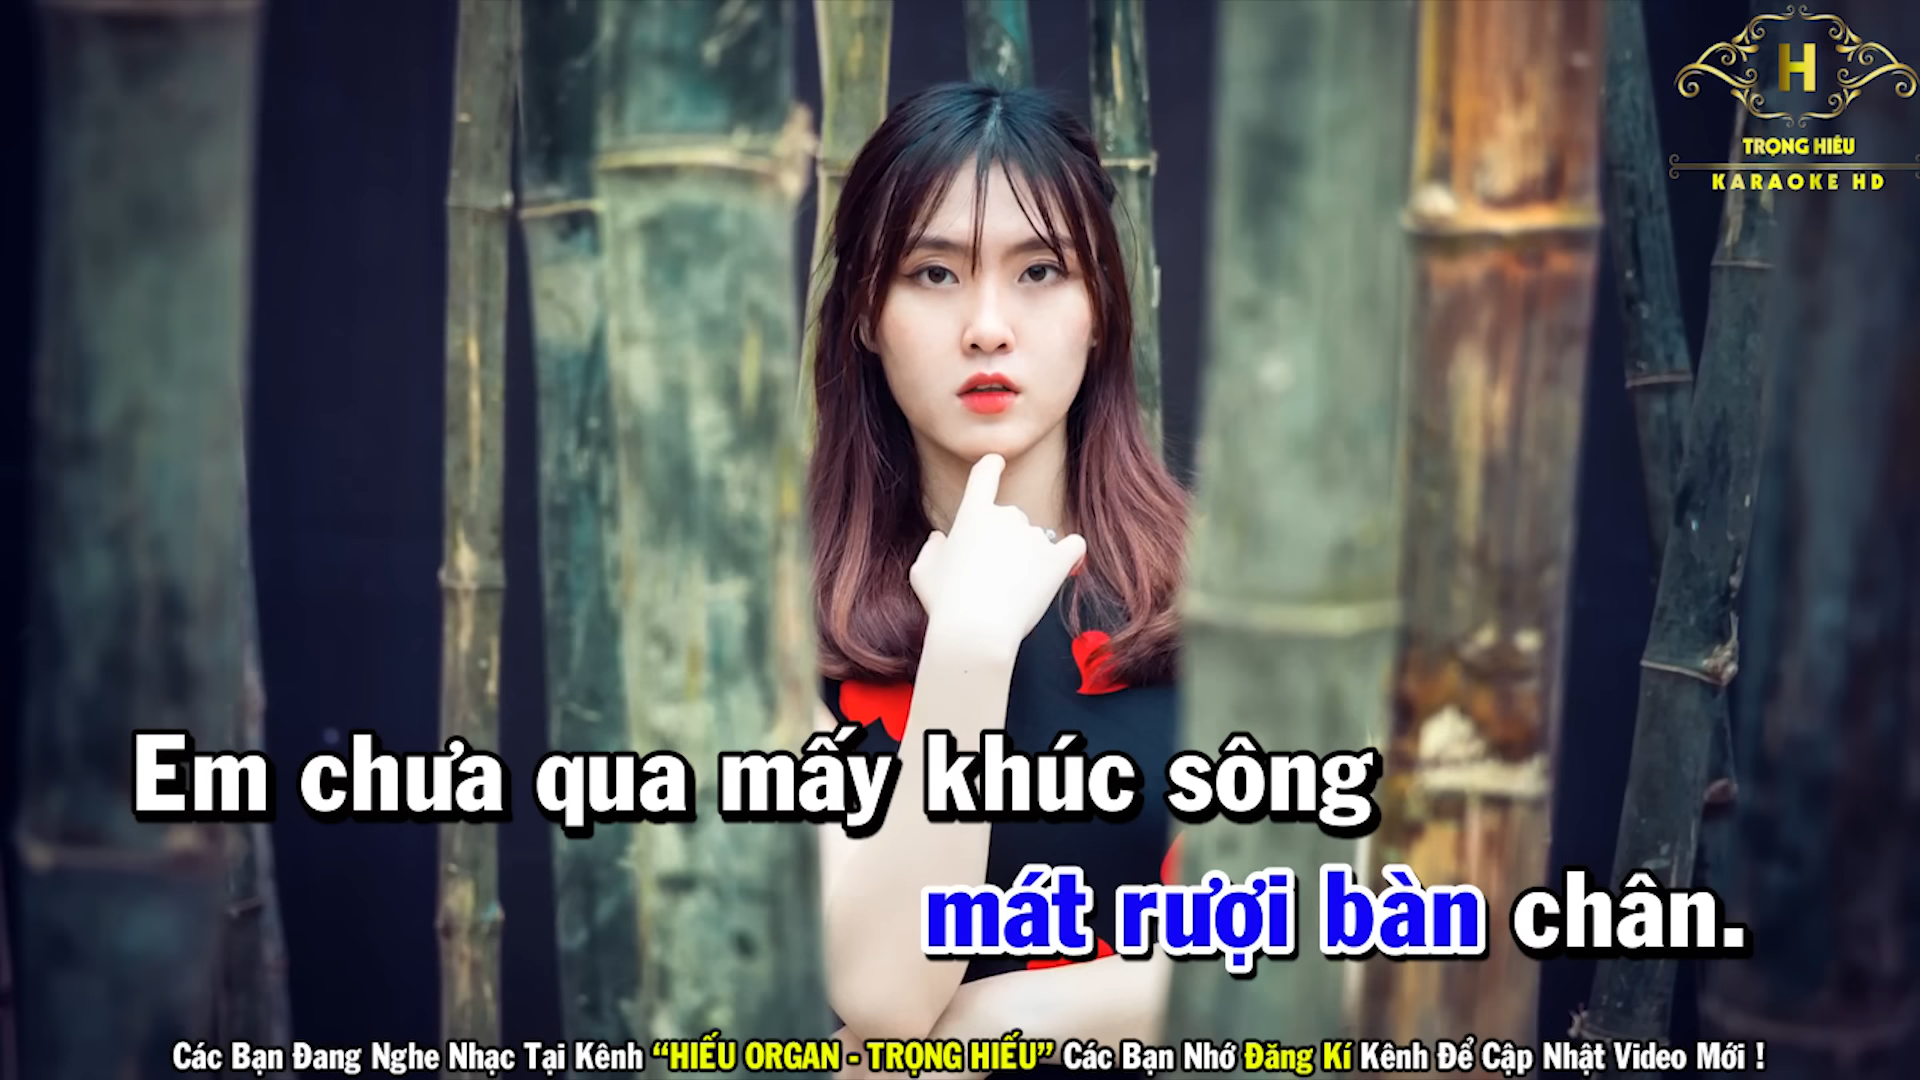 H
TRỌNG HIẾU
KARAOKE HD
Em chưa qua mấy khúc sông
mát rượi bàn chân.
Các Bạn Đang Nghe Nhạc Tại Kênh “HIẾU ORGAN - TRỌNG HIẾU” Các Bạn Nhớ Đăng Kí Kênh Để Cập Nhật Video Mới !